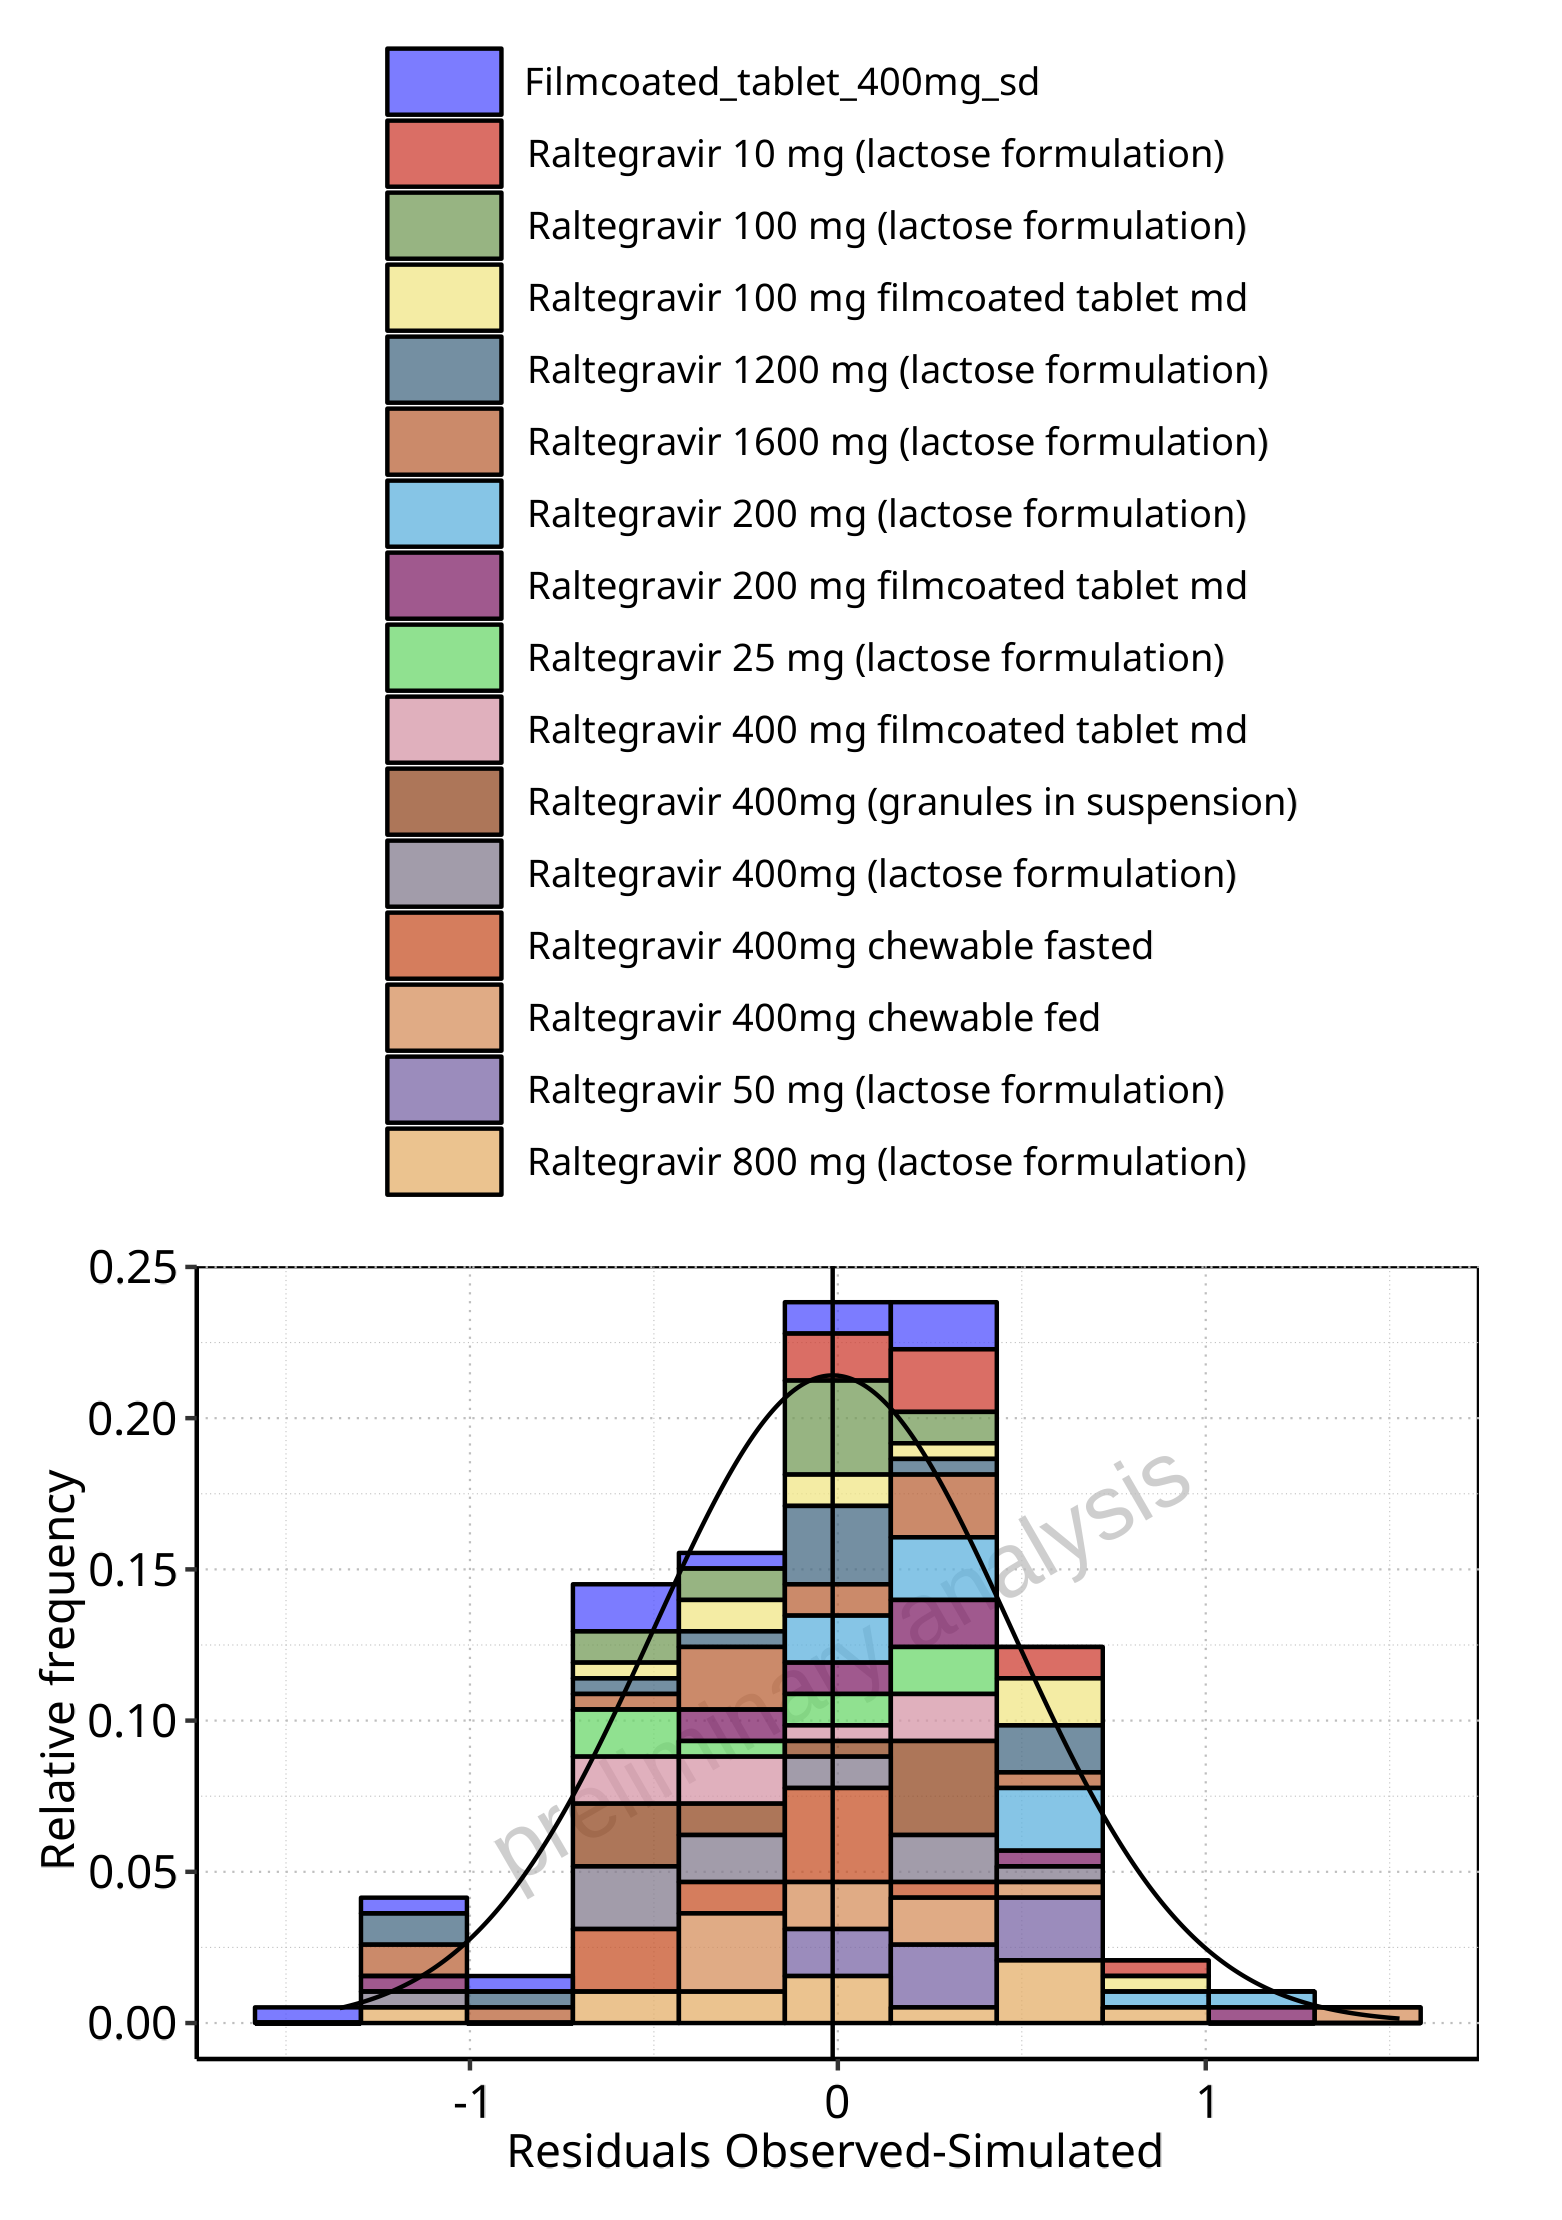 Filmcoated_tablet_400mg_sd
Raltegravir 10 mg (lactose formulation)
Raltegravir 100 mg (lactose formulation)
Raltegravir 100 mg filmcoated tablet md
Raltegravir 1200 mg (lactose formulation)
Raltegravir 1600 mg (lactose formulation)
Raltegravir 200 mg (lactose formulation)
Raltegravir 200 mg filmcoated tablet md
Raltegravir 25 mg (lactose formulation)
Raltegravir 400 mg filmcoated tablet md
Raltegravir 400mg (granules in suspension)
Raltegravir 400mg (lactose formulation)
Raltegravir 400mg chewable fasted
Raltegravir 400mg chewable fed
Raltegravir 50 mg (lactose formulation)
Raltegravir 800 mg (lactose formulation)
0.25
0.20
0.15
0.10
0.05
0.00
Relative frequency
preliminary analysis
-1
0
1
Residuals Observed-Simulated